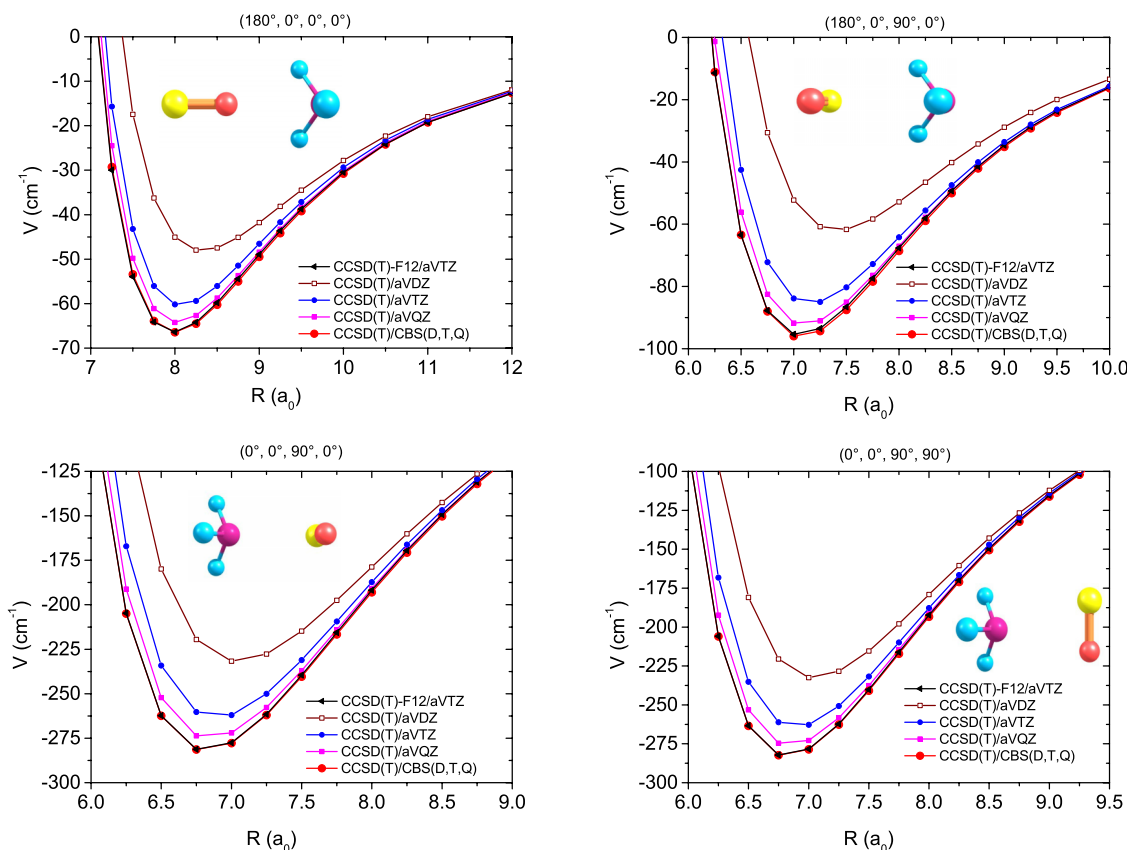 (180°, 0°, 0°, 0°)
0
-10
-20
-30
-40
-50
-60
-70
V (cm⁻¹)
CCSD(T)-F12/aVTZ
CCSD(T)/aVDZ
CCSD(T)/aVTZ
CCSD(T)/aVQZ
CCSD(T)/CBS(D,T,Q)
7 8 9 10 11 12
R (a₀)
(180°, 0°, 90°, 0°)
0
-20
-40
-60
-80
-100
V (cm⁻¹)
CCSD(T)-F12/aVTZ
CCSD(T)/aVDZ
CCSD(T)/aVTZ
CCSD(T)/aVQZ
CCSD(T)/CBS(D,T,Q)
6.0 6.5 7.0 7.5 8.0 8.5 9.0 9.5 10.0
R (a₀)
(0°, 0°, 90°, 0°)
-125
-150
-175
-200
-225
-250
-275
-300
V (cm⁻¹)
CCSD(T)-F12/aVTZ
CCSD(T)/aVDZ
CCSD(T)/aVTZ
CCSD(T)/aVQZ
CCSD(T)/CBS(D,T,Q)
6.0 6.5 7.0 7.5 8.0 8.5 9.0
R (a₀)
(0°, 0°, 90°, 90°)
-100
-125
-150
-175
-200
-225
-250
-275
-300
V (cm⁻¹)
CCSD(T)-F12/aVTZ
CCSD(T)/aVDZ
CCSD(T)/aVTZ
CCSD(T)/aVQZ
CCSD(T)/CBS(D,T,Q)
6.0 6.5 7.0 7.5 8.0 8.5 9.0 9.5
R (a₀)